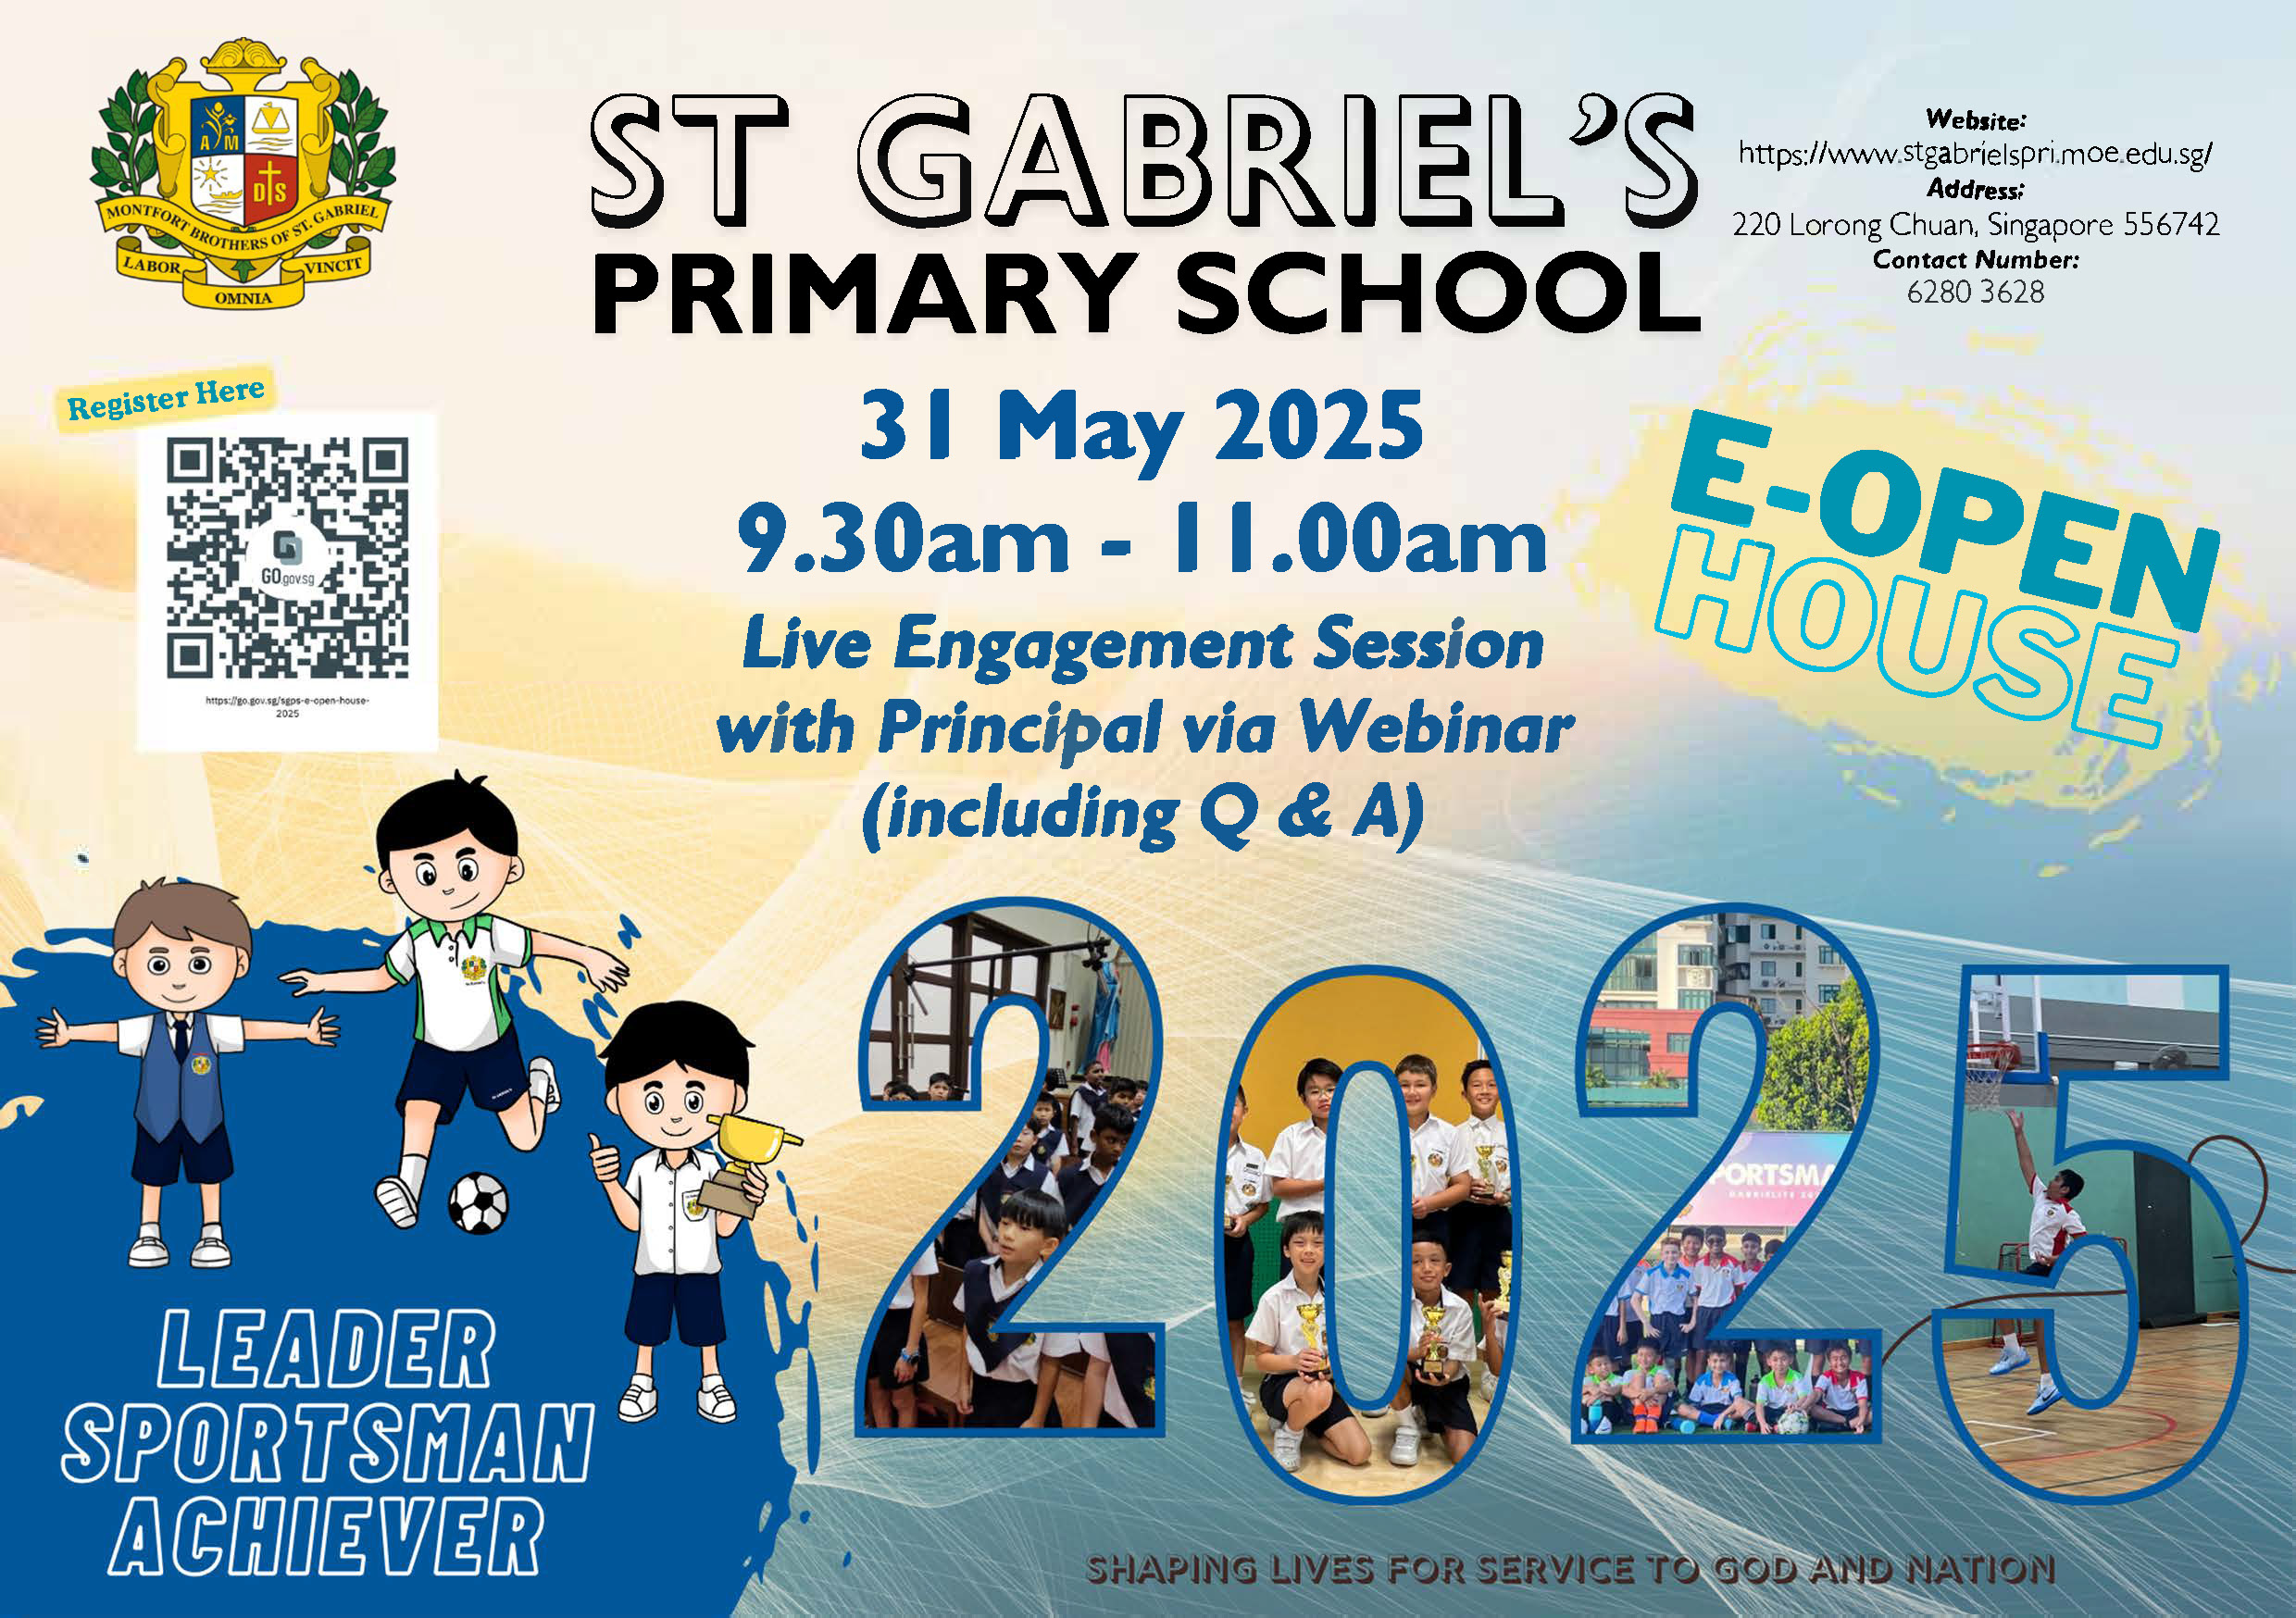 A M
D S
MONTFORT BROTHERS OF ST. GABRIEL
LABOR
VINCIT
OMNIA
ST GABRIEL'S
PRIMARY SCHOOL
Website:
https://www.stgabrielspri.moe.edu.sg/
Address:
220 Lorong Chuan, Singapore 556742
Contact Number:
6280 3628
Register Here
GO.gov.sg
https://go.gov.sg/sgps-e-open-house-
2025
31 May 2025
9.30am - 11.00am
Live Engagement Session
with Principal via Webinar
(including Q & A)
E-OPEN
HOUSE
2025
PORTSMA
LEADER
SPORTSMAN
ACHIEVER
SHAPING LIVES FOR SERVICE TO GOD AND NATION